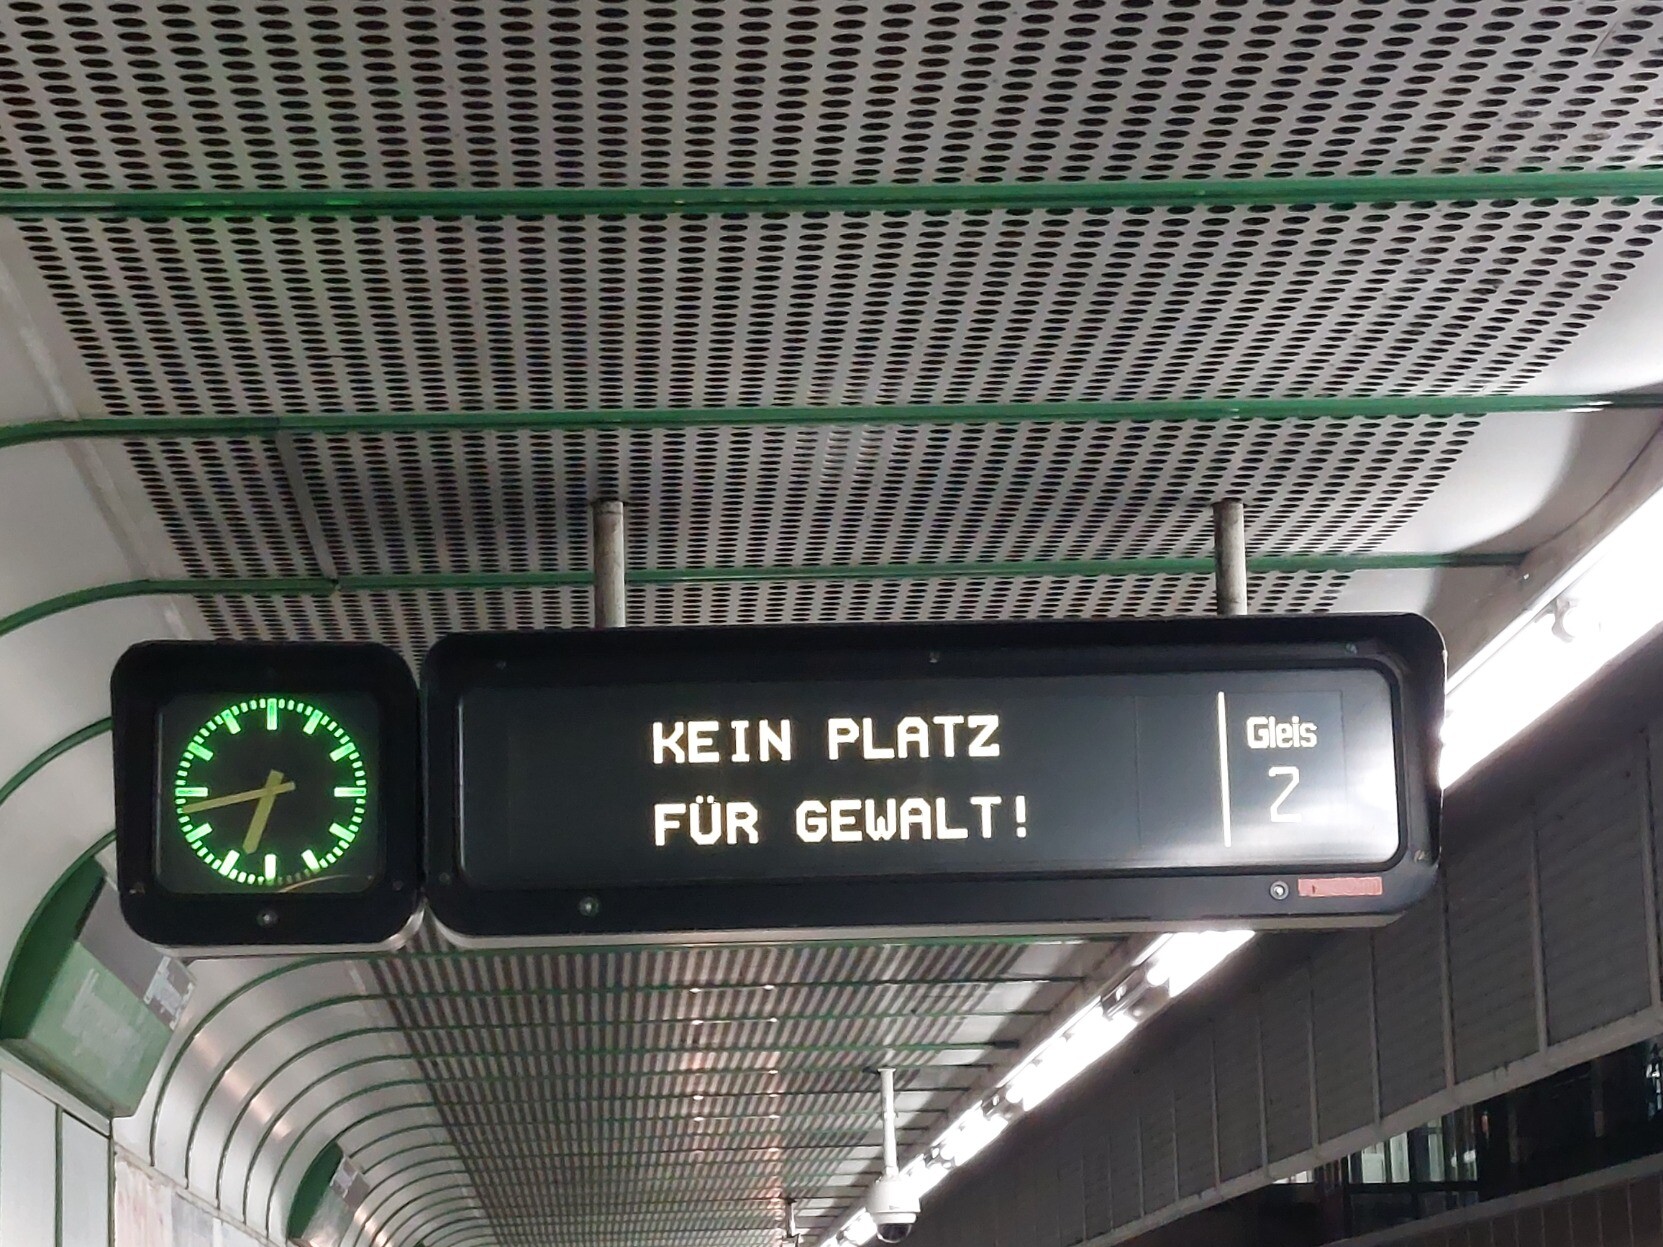 KEIN PLATZ
FÜR GEWALT!
Gleis
2